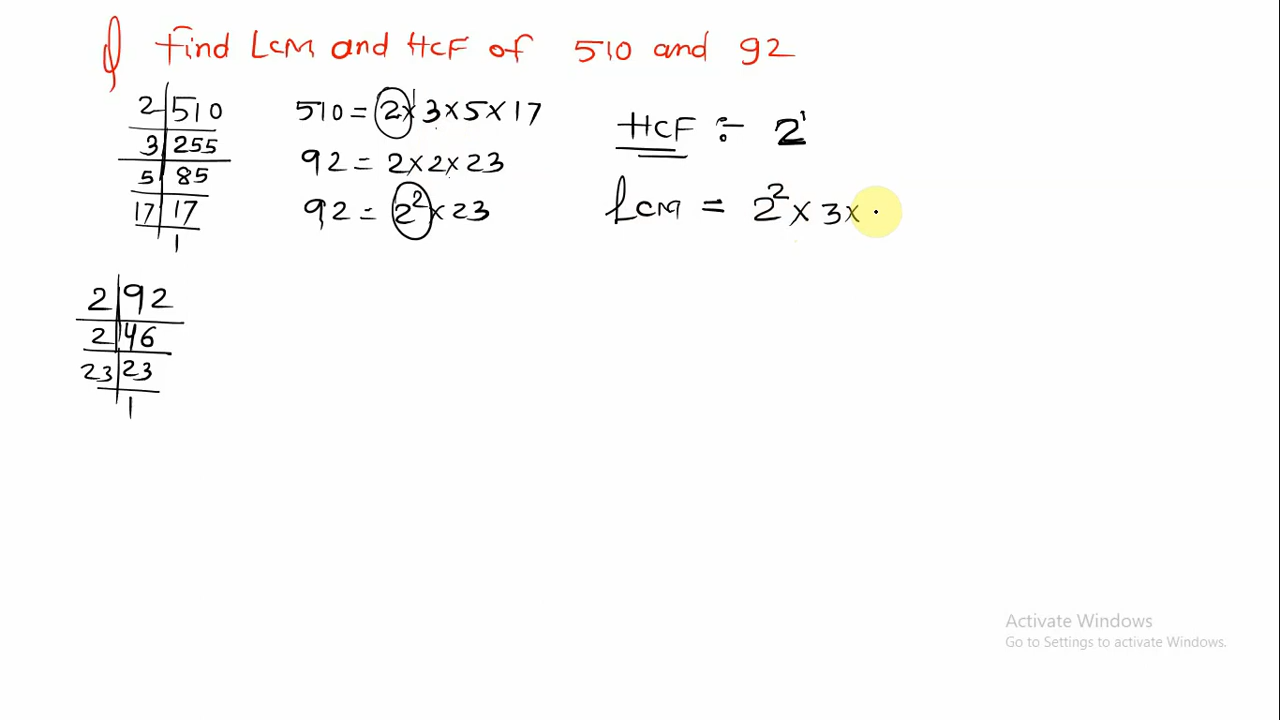 Q Find LCM and HCF of 510 and 92
2|510
3|255
5|85
17|17
1
510 = 2¹ × 3 × 5 × 17
92 = 2 × 2 × 23
92 = 2² × 23
HCF :- 2¹
LCM = 2² × 3 ×
2|92
2|46
23|23
1
Activate Windows
Go to Settings to activate Windows.